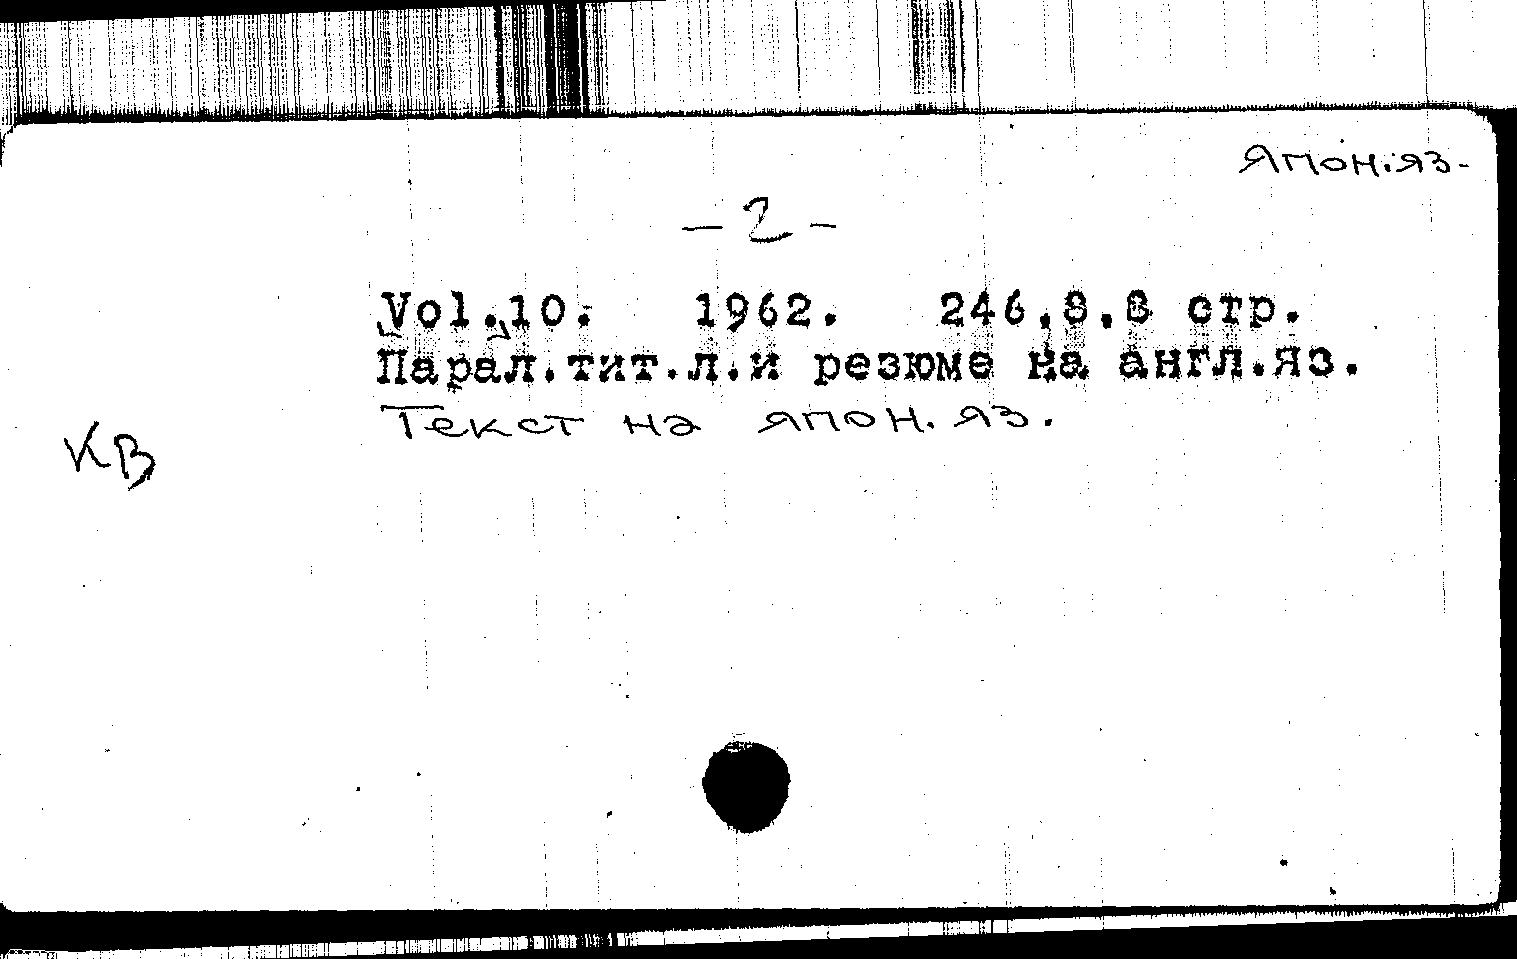 Япон.яз.
- 2 -
Vol.10. 1962. 246,8,8 стр.
Парал.тит.л.и резюме на англ.яз.
Текст на япон. яз.
КВ